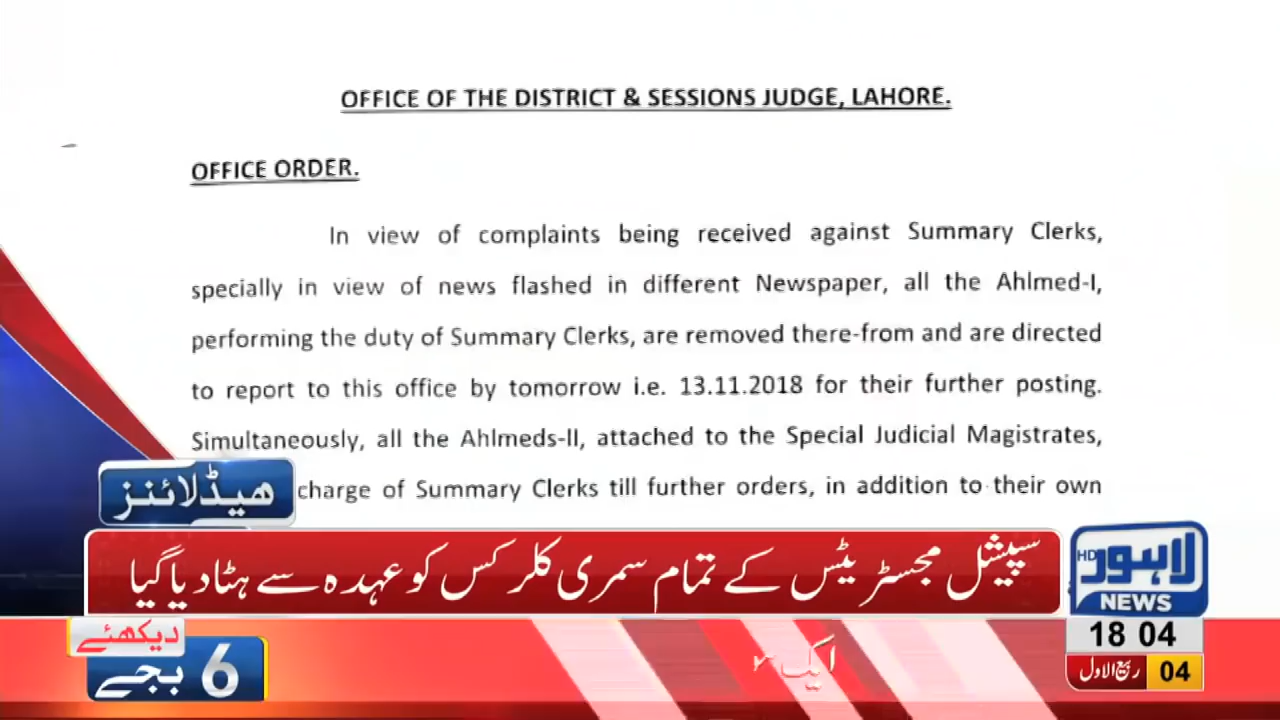 OFFICE OF THE DISTRICT & SESSIONS JUDGE, LAHORE.
OFFICE ORDER.
In view of complaints being received against Summary Clerks,
specially in view of news flashed in different Newspaper, all the Ahlmed-I,
performing the duty of Summary Clerks, are removed there-from and are directed
to report to this office by tomorrow i.e. 13.11.2018 for their further posting.
Simultaneously, all the Ahlmeds-II, attached to the Special Judicial Magistrates,
charge of Summary Clerks till further orders, in addition to their own
ھیڈلائنز
سپیشل مجسٹریٹس کے تمام سمری کلرکس کو عہدہ سے ہٹا دیا گیا
لاہور HD
NEWS
18 04
04 ربیع الاول
دیکھئے
6 بجے
ایک